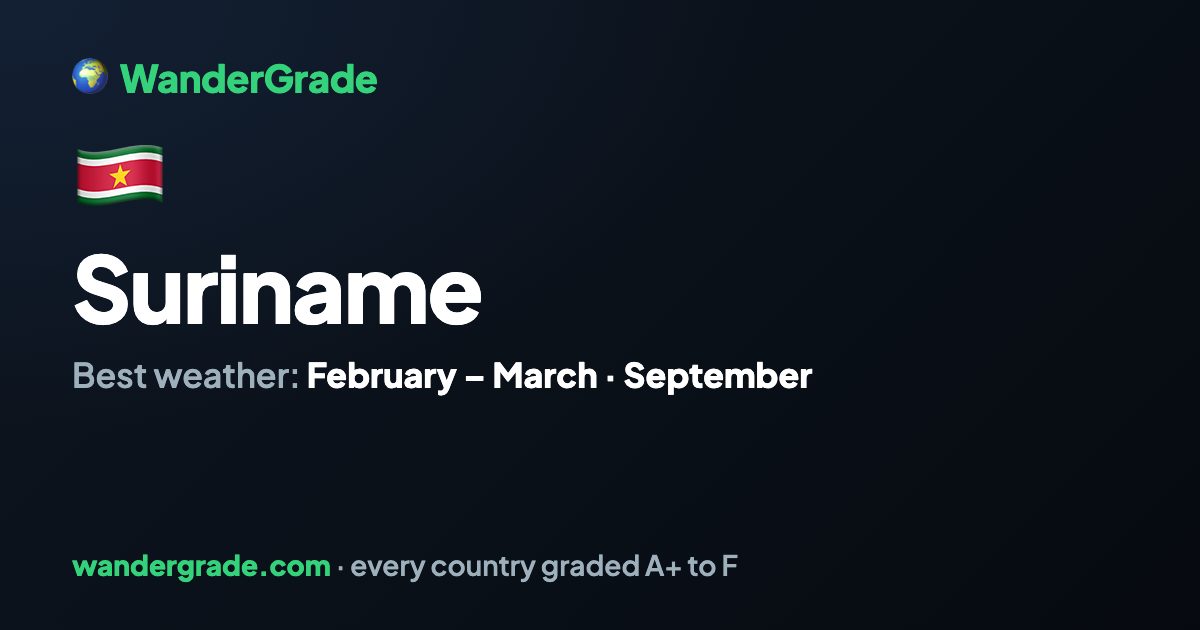 WanderGrade
Suriname
Best weather: February – March · September
wandergrade.com · every country graded A+ to F